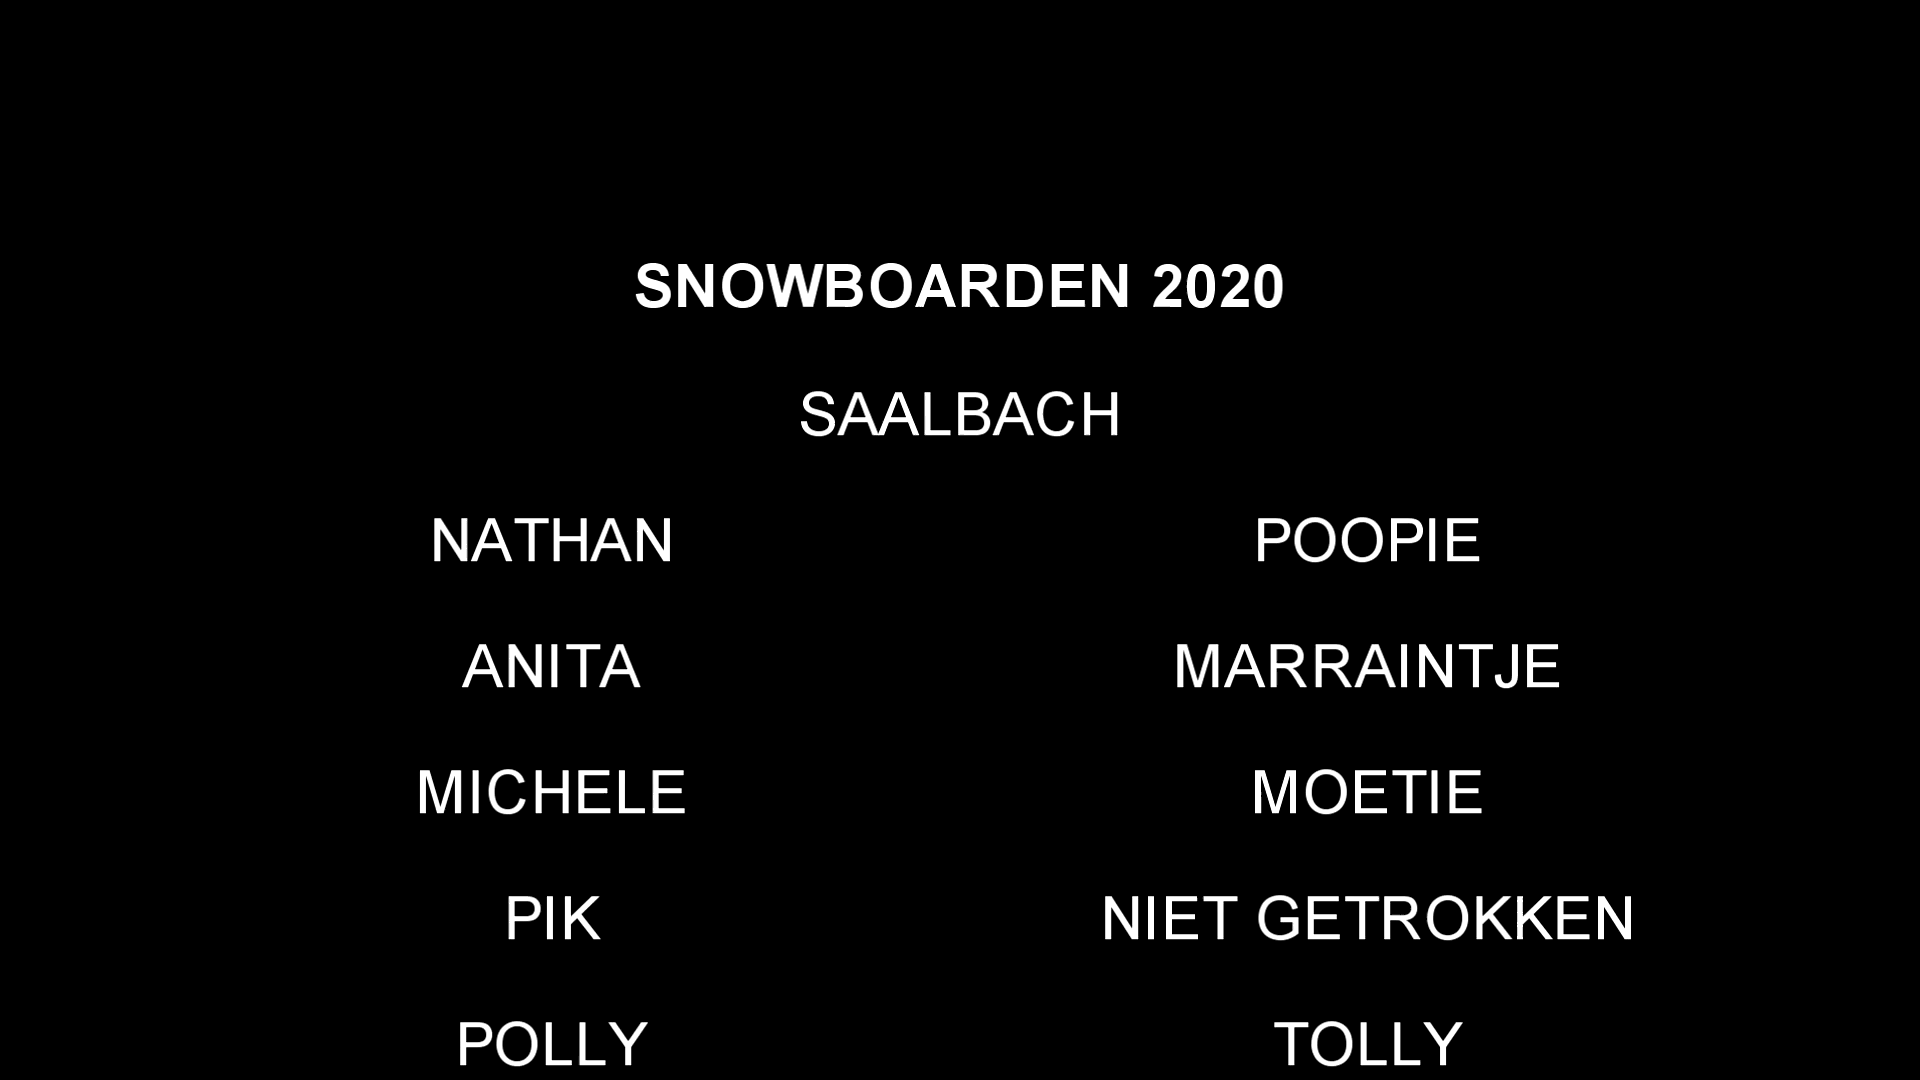 SNOWBOARDEN 2020
SAALBACH
NATHAN POOPIE
ANITA MARRAINTJE
MICHELE MOETIE
PIK NIET GETROKKEN
POLLY TOLLY